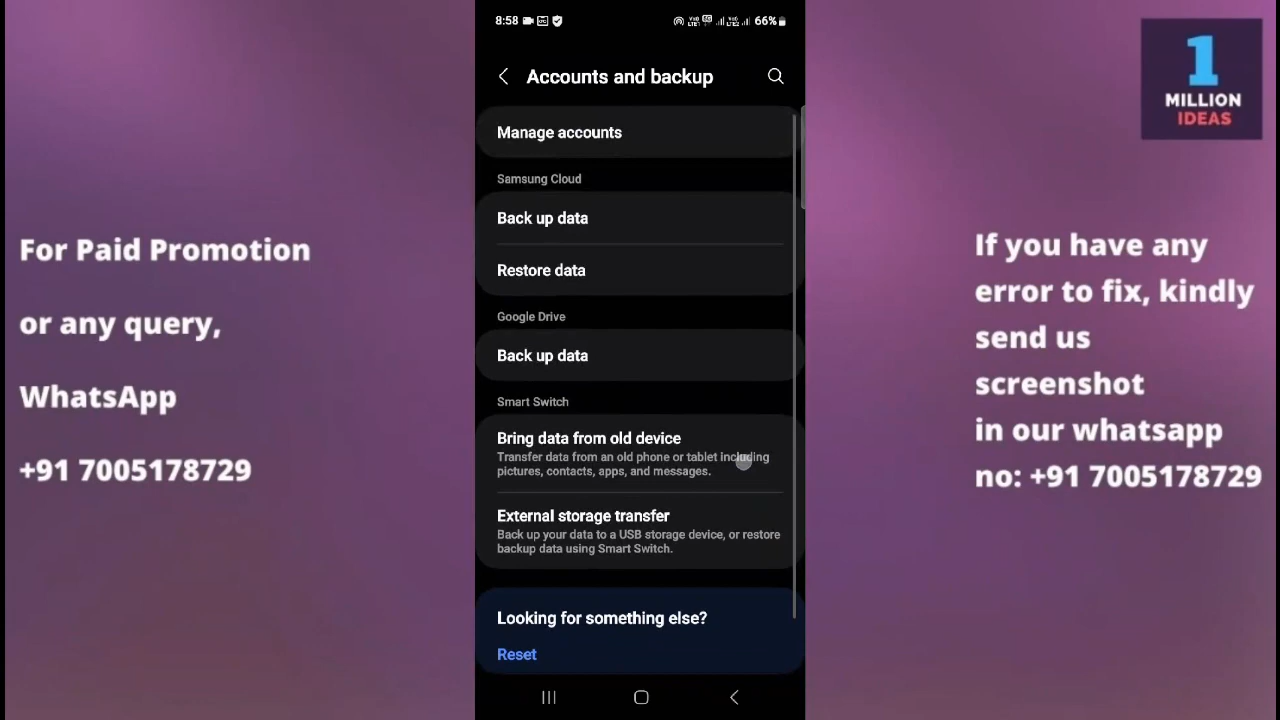 For Paid Promotion
or any query,
WhatsApp
+91 7005178729
8:58
66%
Accounts and backup
Manage accounts
Samsung Cloud
Back up data
Restore data
Google Drive
Back up data
Smart Switch
Bring data from old device
Transfer data from an old phone or tablet including
pictures, contacts, apps, and messages.
External storage transfer
Back up your data to a USB storage device, or restore
backup data using Smart Switch.
Looking for something else?
Reset
1
MILLION
IDEAS
If you have any
error to fix, kindly
send us
screenshot
in our whatsapp
no: +91 7005178729